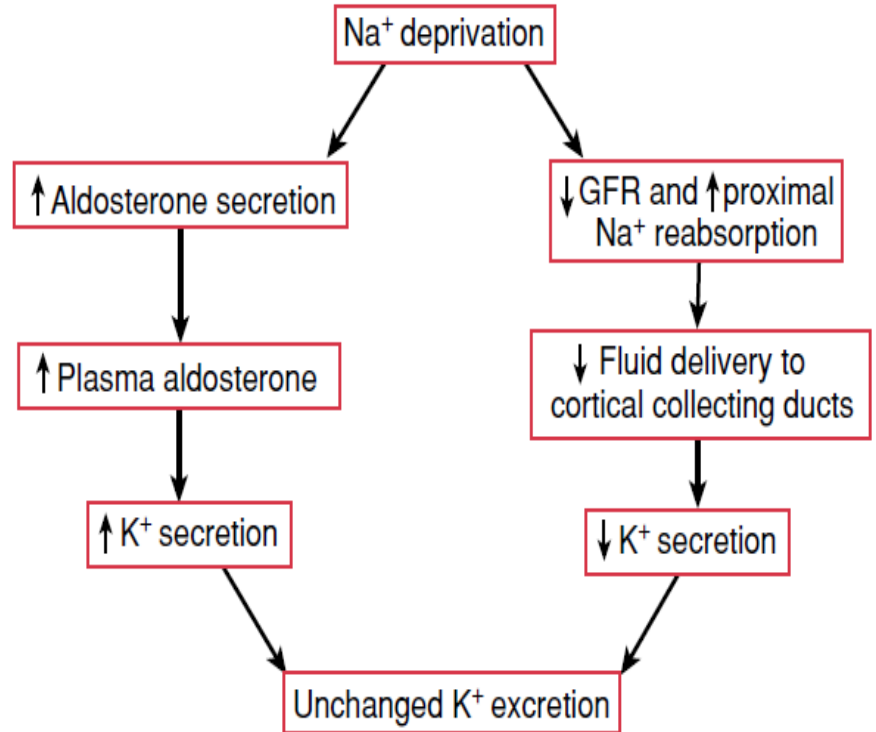 Na⁺ deprivation
↑ Aldosterone secretion
↓ GFR and ↑ proximal
Na⁺ reabsorption
↑ Plasma aldosterone
↓ Fluid delivery to
cortical collecting ducts
↑ K⁺ secretion
↓ K⁺ secretion
Unchanged K⁺ excretion